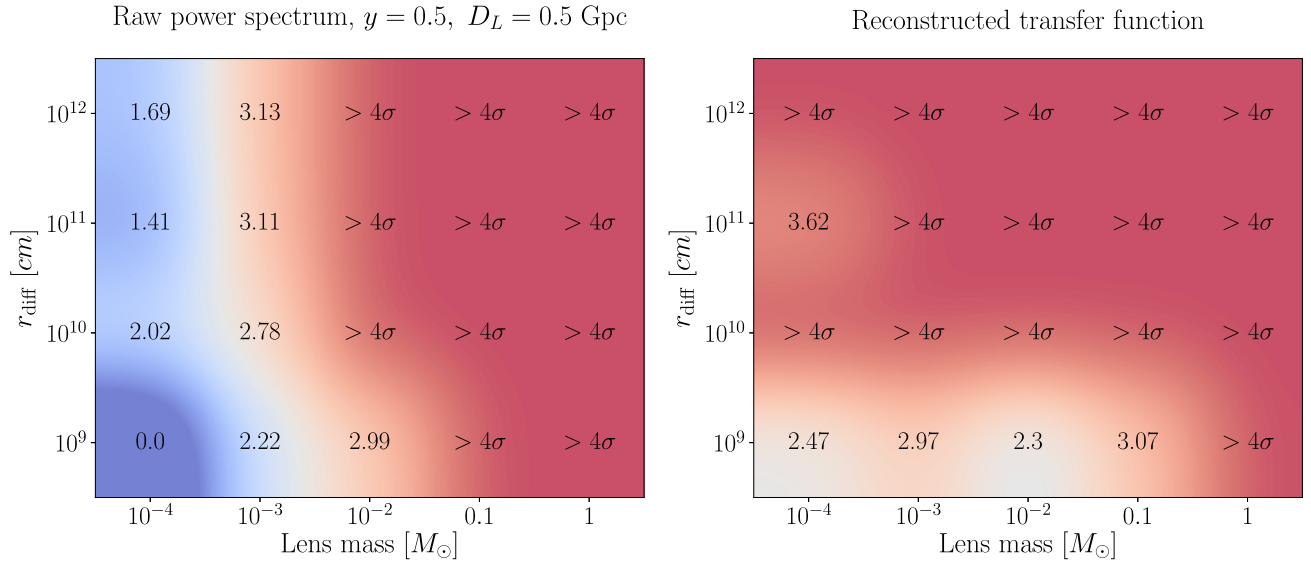 Raw power spectrum, y = 0.5, D_L = 0.5 Gpc
r_diff [cm]
10^12
1.69 3.13 > 4σ > 4σ > 4σ
10^11
1.41 3.11 > 4σ > 4σ > 4σ
10^10
2.02 2.78 > 4σ > 4σ > 4σ
10^9
0.0 2.22 2.99 > 4σ > 4σ
10^-4 10^-3 10^-2 0.1 1
Lens mass [M_⊙]
Reconstructed transfer function
r_diff [cm]
10^12
> 4σ > 4σ > 4σ > 4σ > 4σ
10^11
3.62 > 4σ > 4σ > 4σ > 4σ
10^10
> 4σ > 4σ > 4σ > 4σ > 4σ
10^9
2.47 2.97 2.3 3.07 > 4σ
10^-4 10^-3 10^-2 0.1 1
Lens mass [M_⊙]